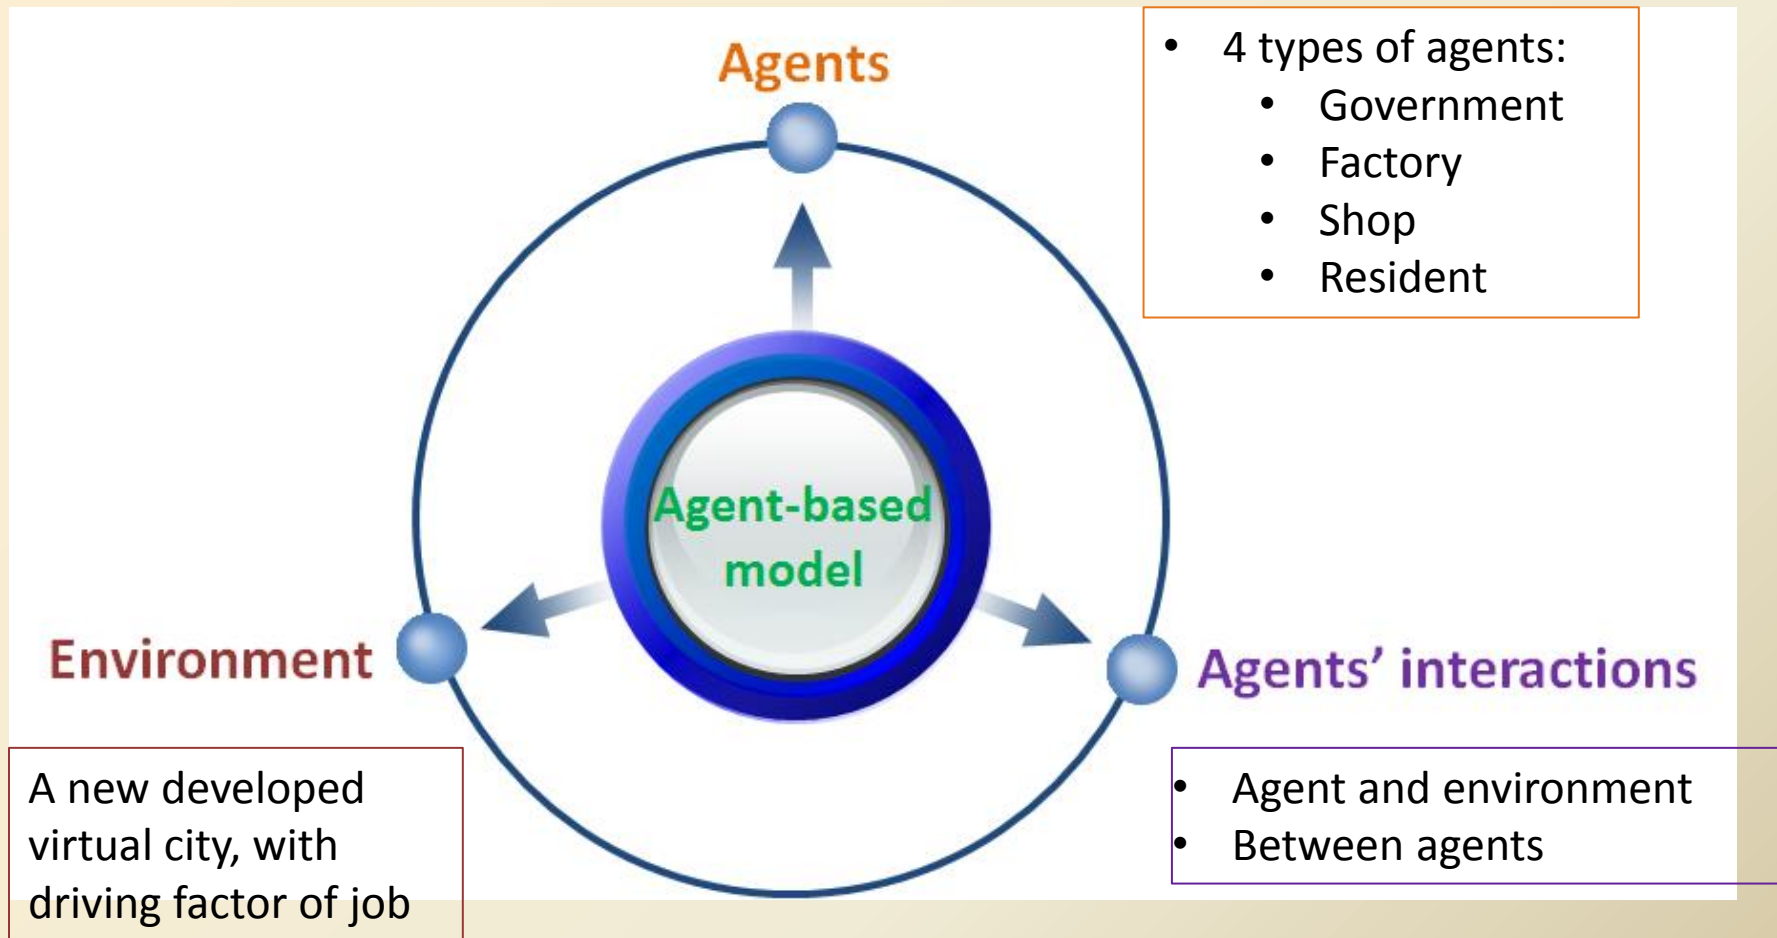 Agents
• 4 types of agents:
• Government
• Factory
• Shop
• Resident
Agent-based
model
Environment
Agents’ interactions
A new developed
virtual city, with
driving factor of job
• Agent and environment
• Between agents